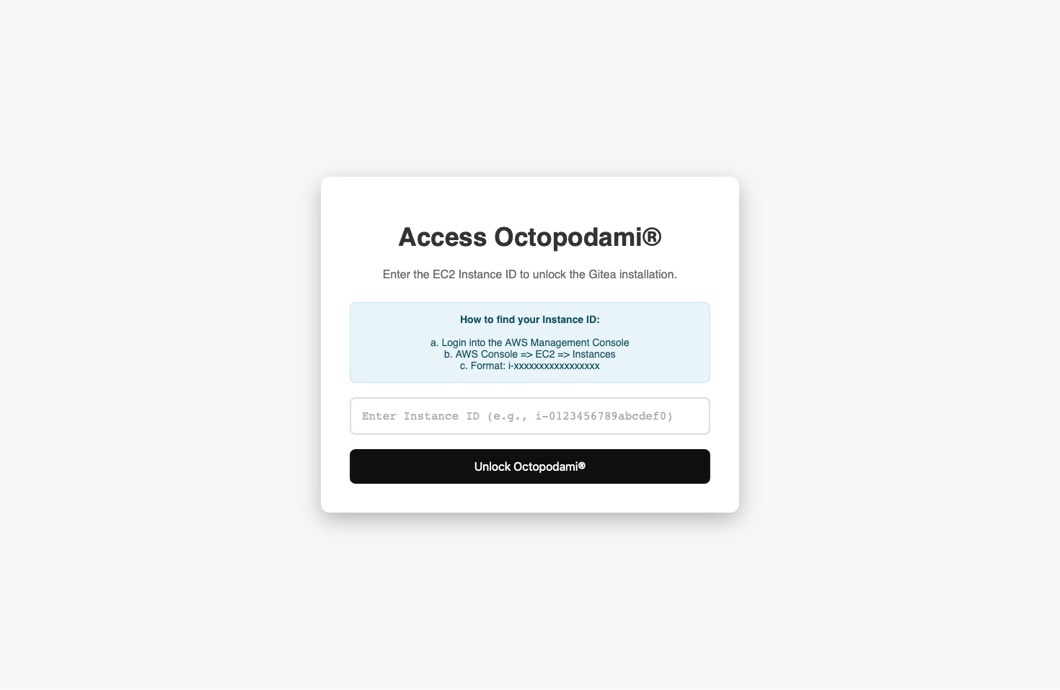 Access Octopodami®
Enter the EC2 Instance ID to unlock the Gitea installation.
How to find your Instance ID:
a. Login into the AWS Management Console
b. AWS Console => EC2 => Instances
c. Format: i-xxxxxxxxxxxxxxxxx
Enter Instance ID (e.g., i-0123456789abcdef0)
Unlock Octopodami®